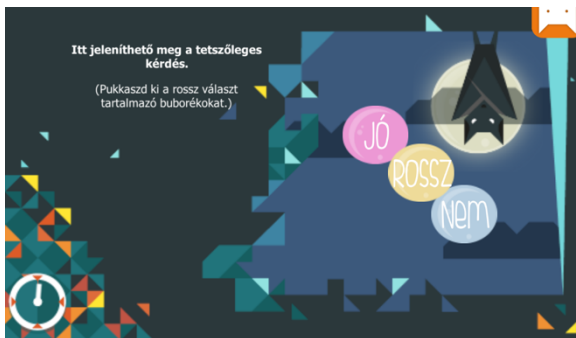 Itt jeleníthető meg a tetszőleges
kérdés.
(Pukkaszd ki a rossz választ
tartalmazó buborékokat.)
JÓ
ROSSZ
Nem